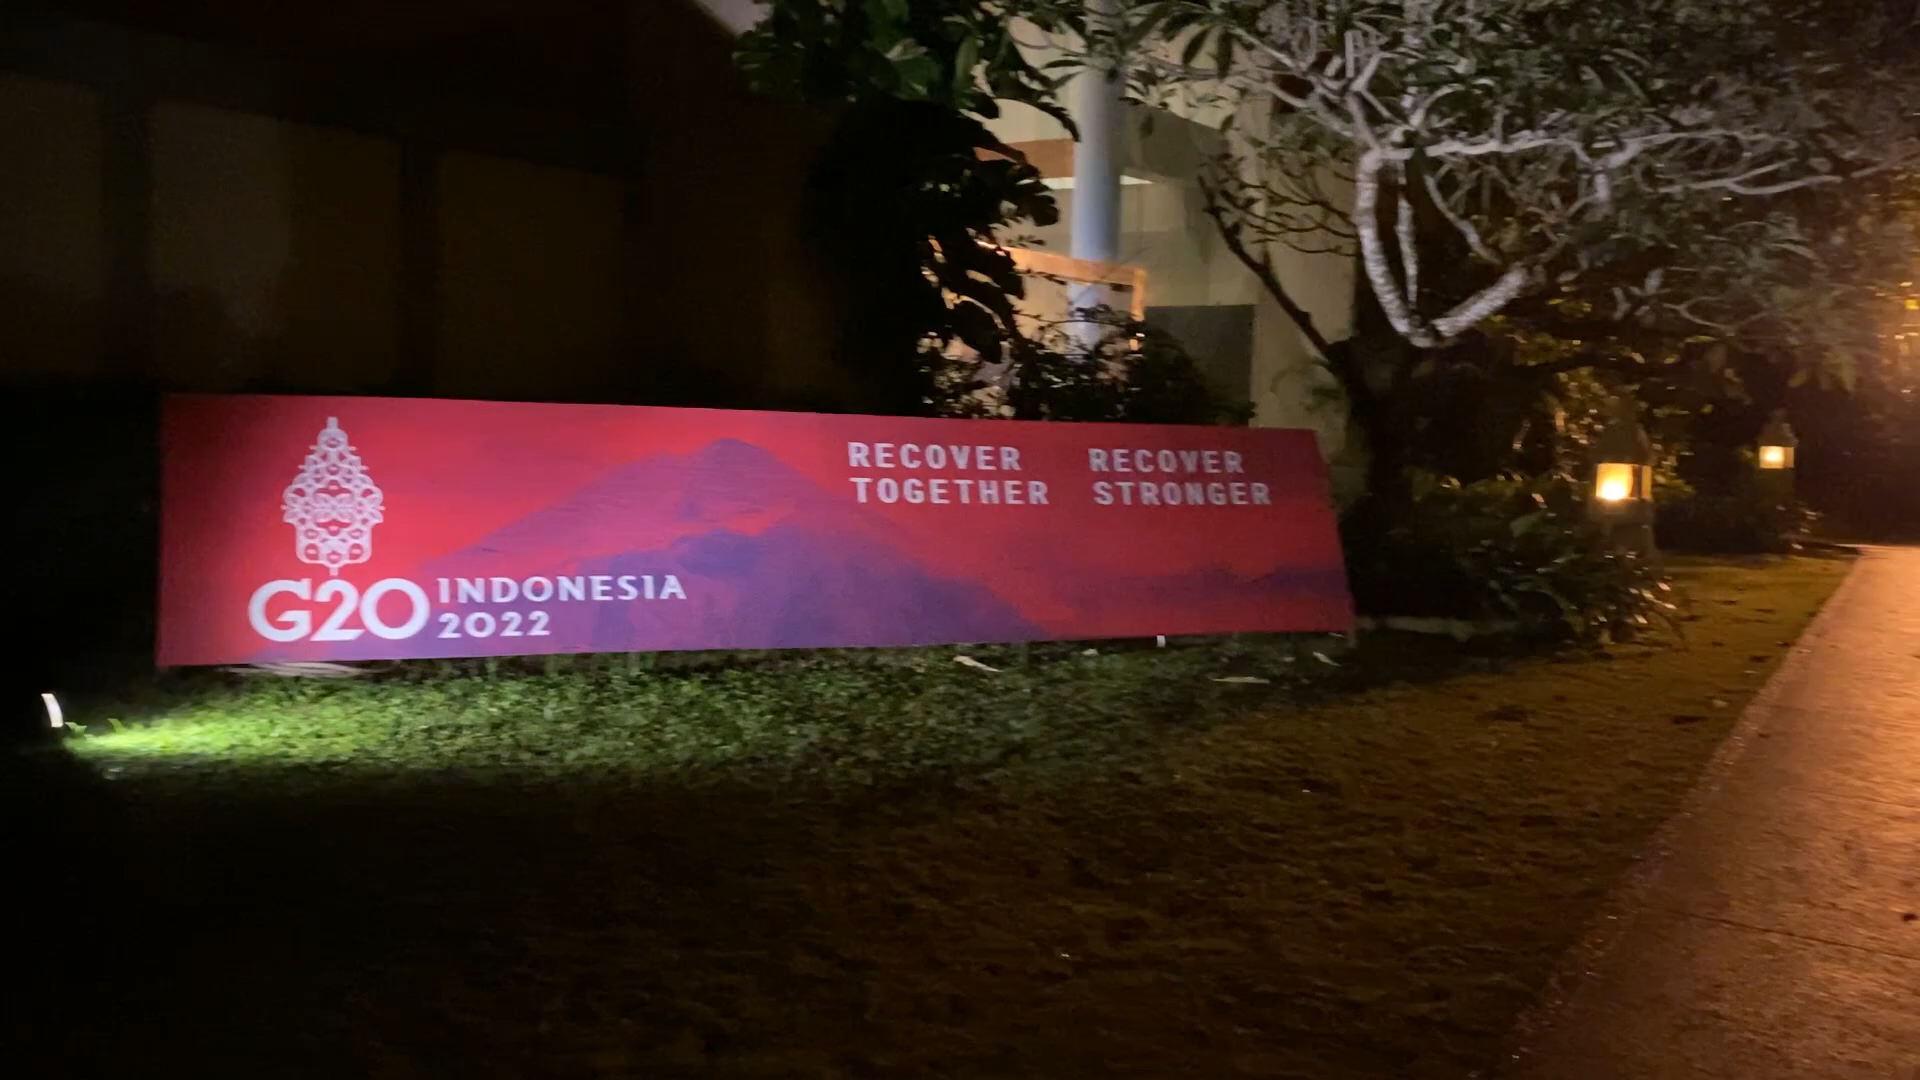 G20 INDONESIA
2022
RECOVER
TOGETHER
RECOVER
STRONGER